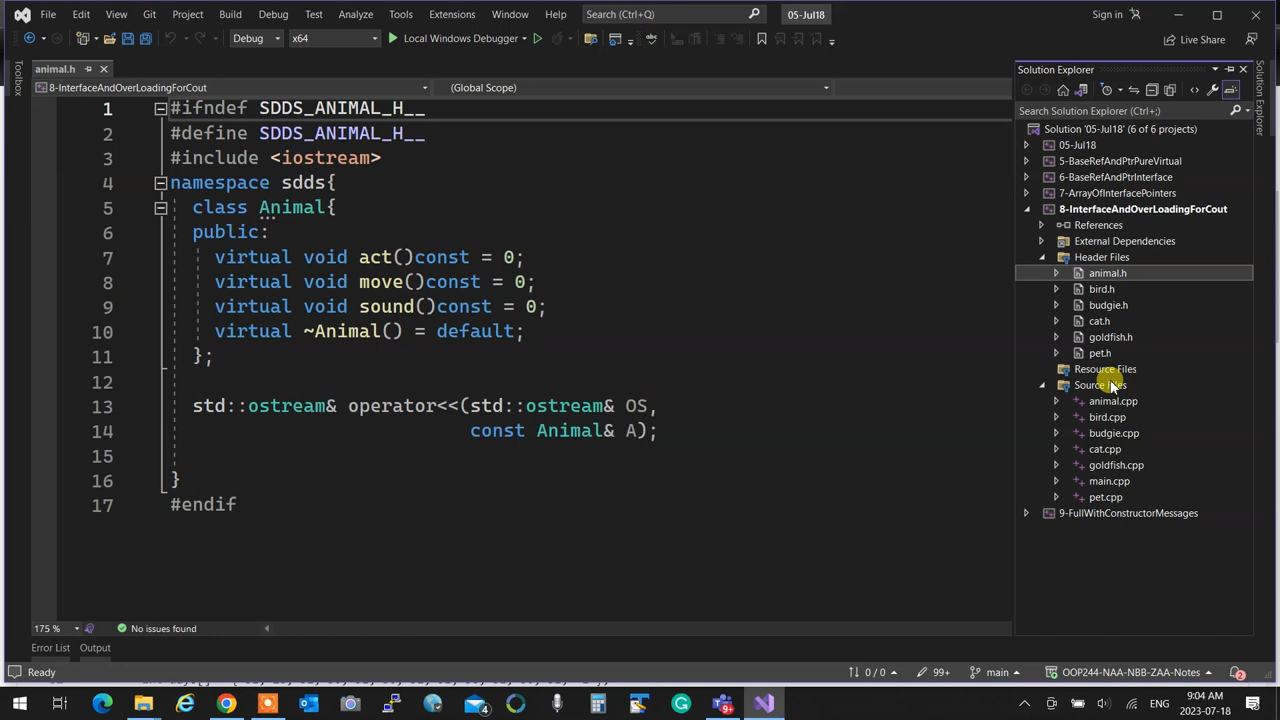 File Edit View Git Project Build Debug Test Analyze Tools Extensions Window Help Search (Ctrl+Q) 05-Jul18 Sign in
Debug x64 Local Windows Debugger Live Share
Toolbox
animal.h
8-InterfaceAndOverLoadingForCout (Global Scope)
1 #ifndef SDDS_ANIMAL_H__
2 #define SDDS_ANIMAL_H__
3 #include <iostream>
4 namespace sdds{
5 class Animal{
6 public:
7 virtual void act()const = 0;
8 virtual void move()const = 0;
9 virtual void sound()const = 0;
10 virtual ~Animal() = default;
11 };
12
13 std::ostream& operator<<(std::ostream& OS,
14 const Animal& A);
15
16 }
17 #endif
175 % No issues found
Error List Output
Solution Explorer
Search Solution Explorer (Ctrl+;)
Solution '05-Jul18' (6 of 6 projects)
05-Jul18
5-BaseRefAndPtrPureVirtual
6-BaseRefAndPtrInterface
7-ArrayOfInterfacePointers
8-InterfaceAndOverLoadingForCout
References
External Dependencies
Header Files
animal.h
bird.h
budgie.h
cat.h
goldfish.h
pet.h
Resource Files
Source Files
animal.cpp
bird.cpp
budgie.cpp
cat.cpp
goldfish.cpp
main.cpp
pet.cpp
9-FullWithConstructorMessages
Solution Explorer
Properties
Ready 0 / 0 99+ main OOP244-NAA-NBB-ZAA-Notes 2
4 9+ 9:04 AM
2023-07-18